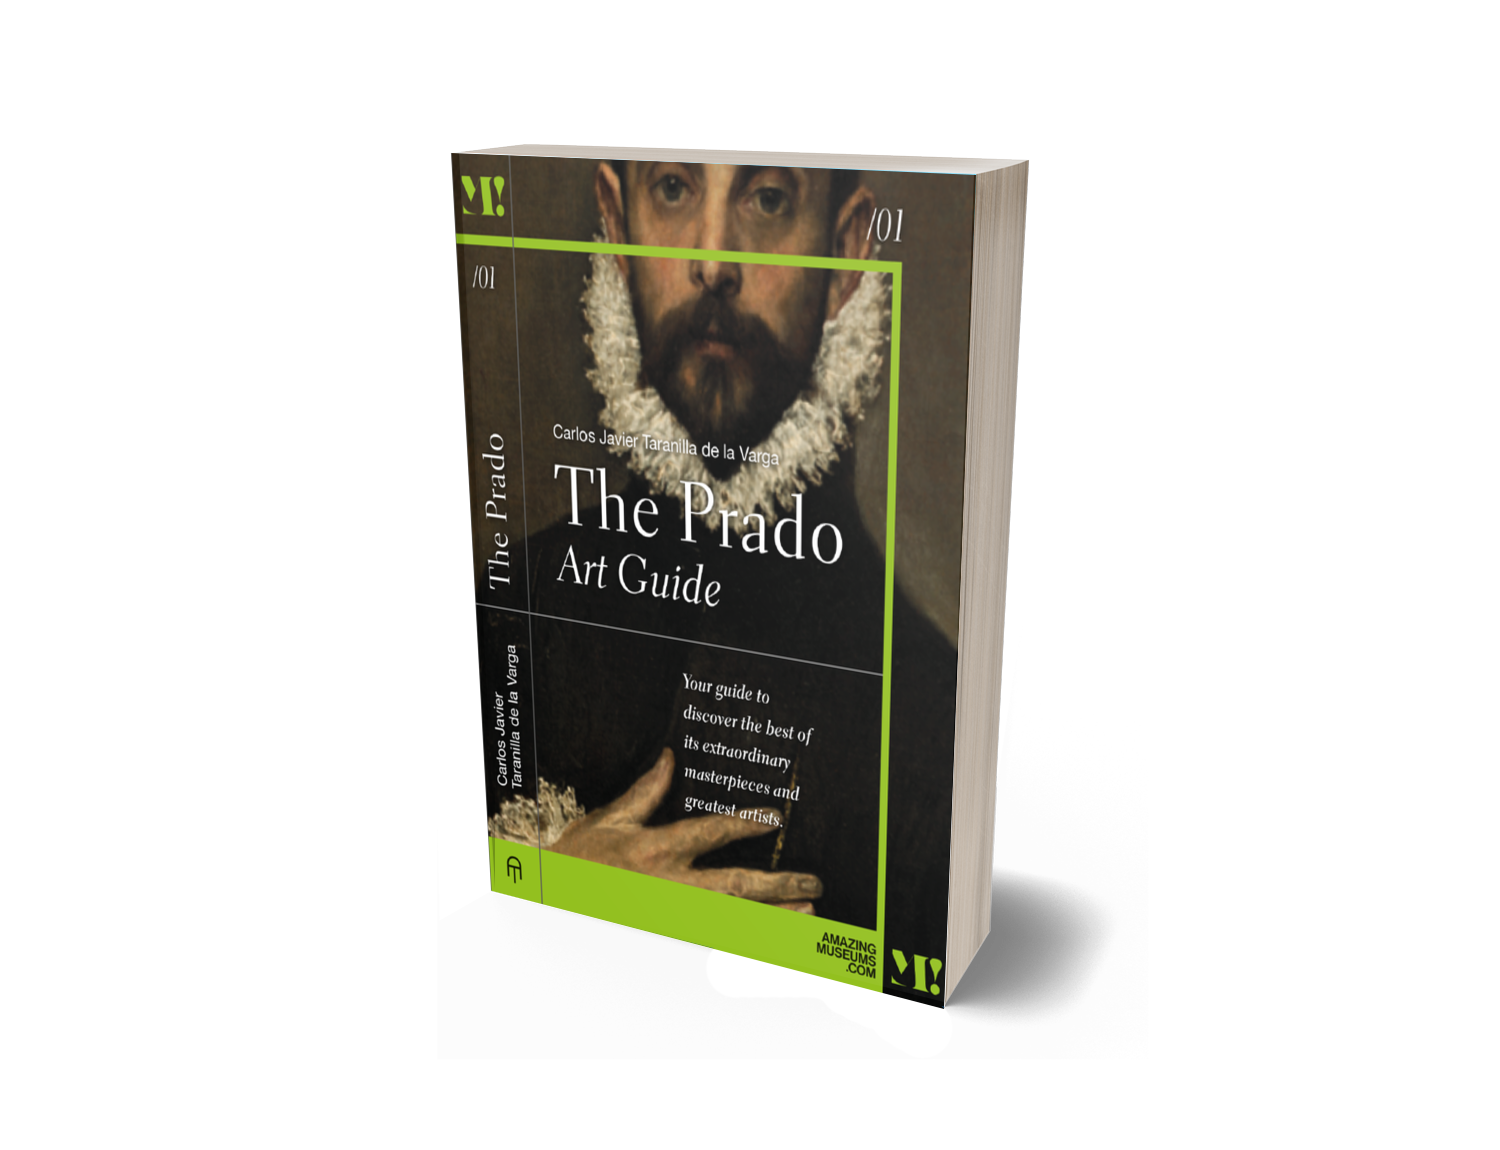 M!
/01
The Prado
Carlos Javier
Taranilla de la Varga
/01
Carlos Javier Taranilla de la Varga
The Prado
Art Guide
Your guide to
discover the best of
its extraordinary
masterpieces and
greatest artists.
AMAZING
MUSEUMS
.COM
M!